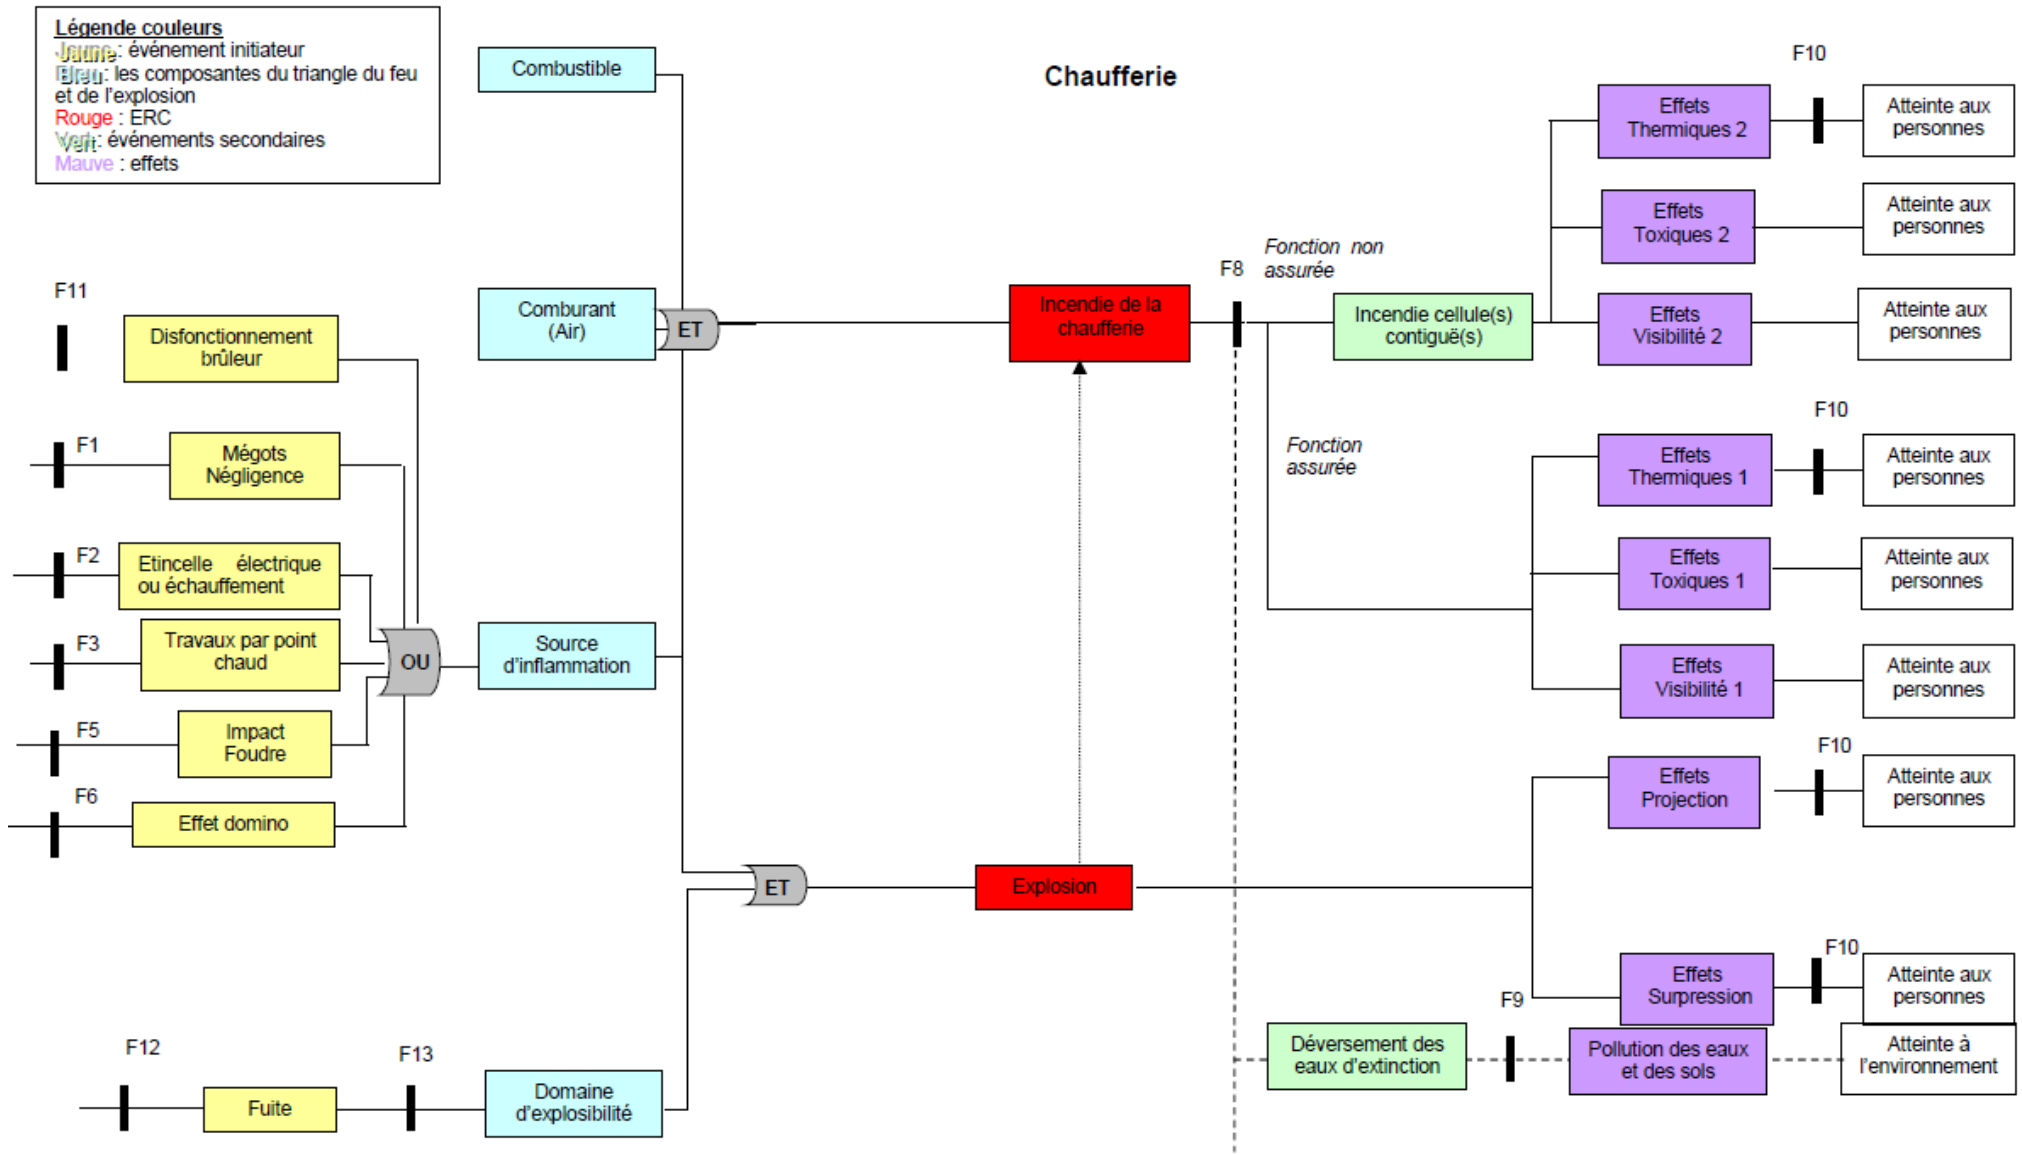 Légende couleurs
Jaune : événement initiateur
Bleu : les composantes du triangle du feu
et de l'explosion
Rouge : ERC
Vert : événements secondaires
Mauve : effets
Chaufferie
Combustible
Comburant
(Air)
ET
F11
Disfonctionnement
brûleur
F1
Mégots
Négligence
F2
Etincelle électrique
ou échauffement
F3
Travaux par point
chaud
F5
Impact
Foudre
F6
Effet domino
OU
Source
d'inflammation
F12
Fuite
F13
Domaine
d'explosibilité
ET
Incendie de la
chaufferie
Explosion
F8
Fonction non
assurée
Fonction
assurée
Incendie cellule(s)
contiguë(s)
Effets
Thermiques 2
F10
Atteinte aux
personnes
Effets
Toxiques 2
Atteinte aux
personnes
Effets
Visibilité 2
Atteinte aux
personnes
Effets
Thermiques 1
F10
Atteinte aux
personnes
Effets
Toxiques 1
Atteinte aux
personnes
Effets
Visibilité 1
Atteinte aux
personnes
Effets
Projection
F10
Atteinte aux
personnes
Effets
Surpression
F10
Atteinte aux
personnes
Déversement des
eaux d'extinction
F9
Pollution des eaux
et des sols
Atteinte à
l'environnement